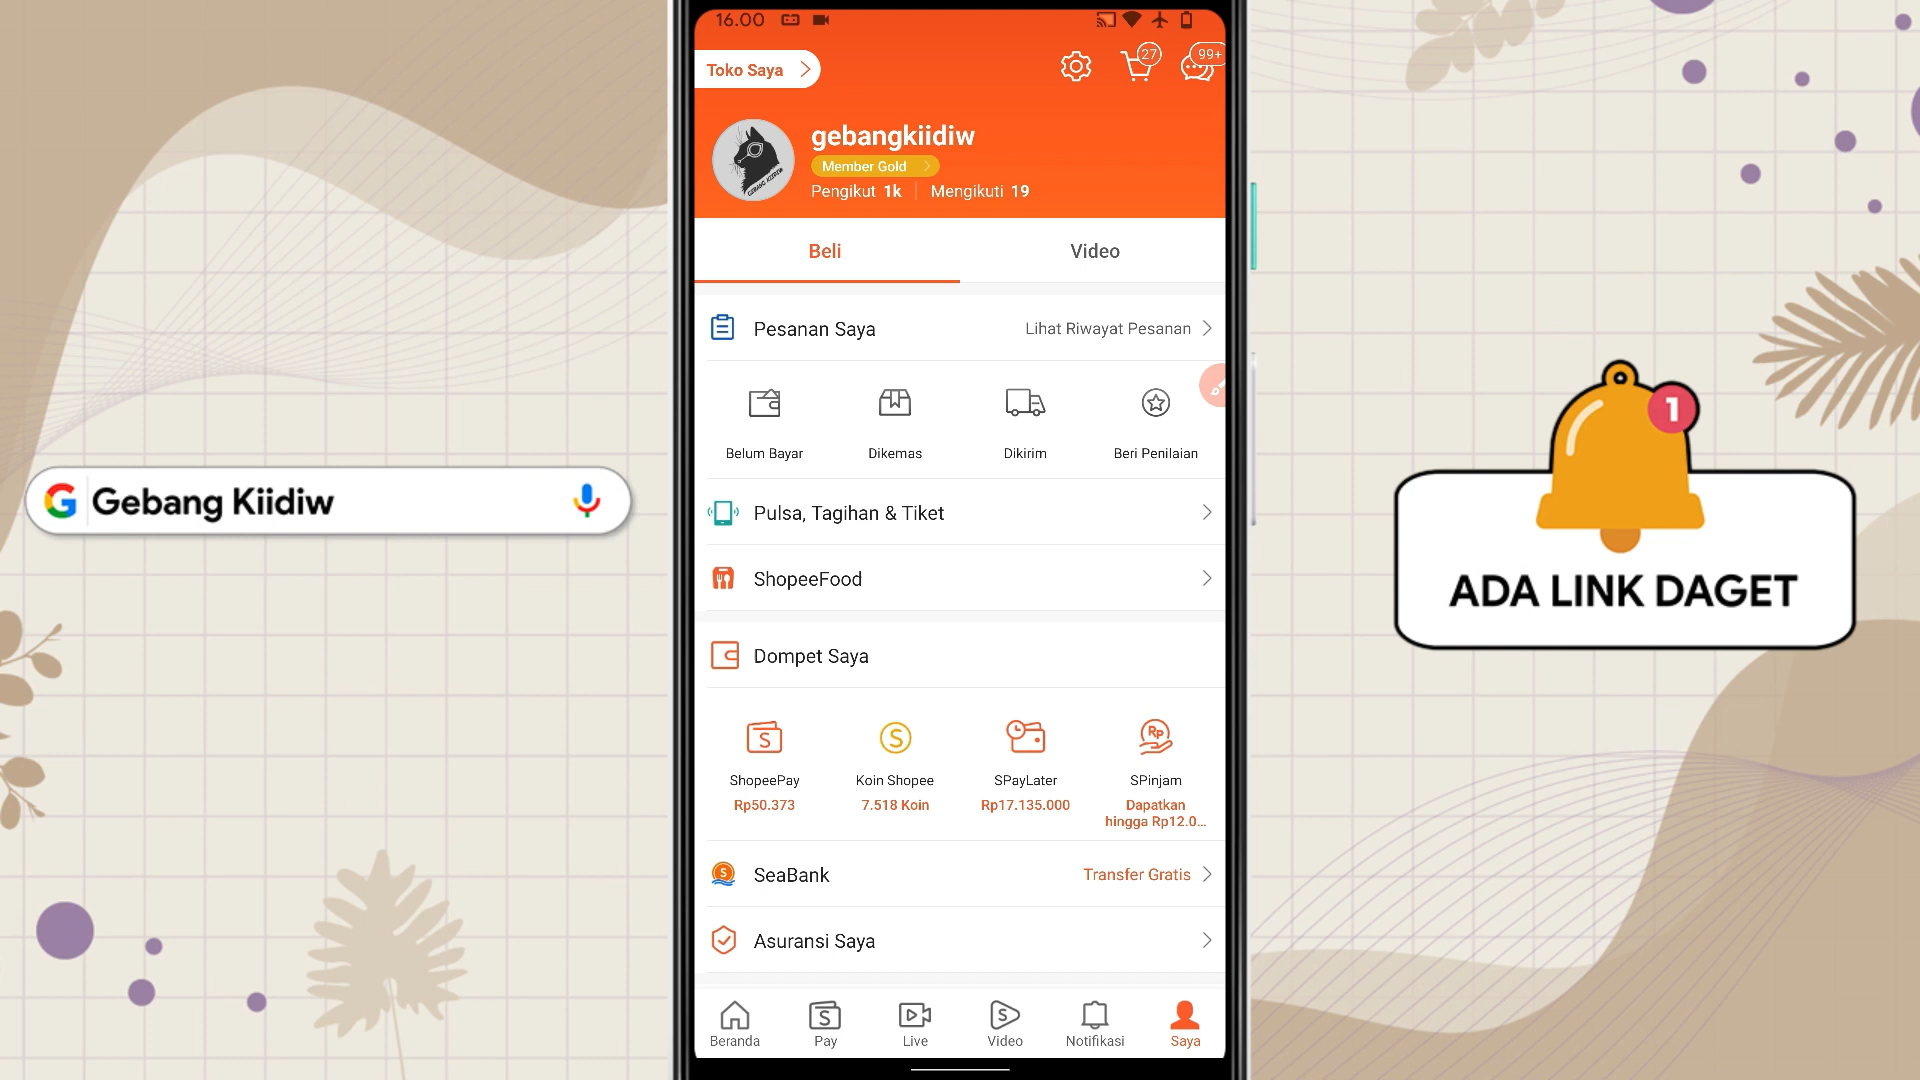 16.00
Toko Saya
27
99+
gebangkiidiw
Member Gold
Pengikut 1k
Mengikuti 19
GEBANG KIIDIW
Beli
Video
Pesanan Saya
Lihat Riwayat Pesanan
Belum Bayar
Dikemas
Dikirim
Beri Penilaian
Pulsa, Tagihan & Tiket
ShopeeFood
Dompet Saya
S
S
Rp
ShopeePay
Koin Shopee
SPayLater
SPinjam
Rp50.373
7.518 Koin
Rp17.135.000
Dapatkan
hingga Rp12.0...
S
SeaBank
Transfer Gratis
Asuransi Saya
S
S
Beranda
Pay
Live
Video
Notifikasi
Saya
G
Gebang Kiidiw
1
ADA LINK DAGET